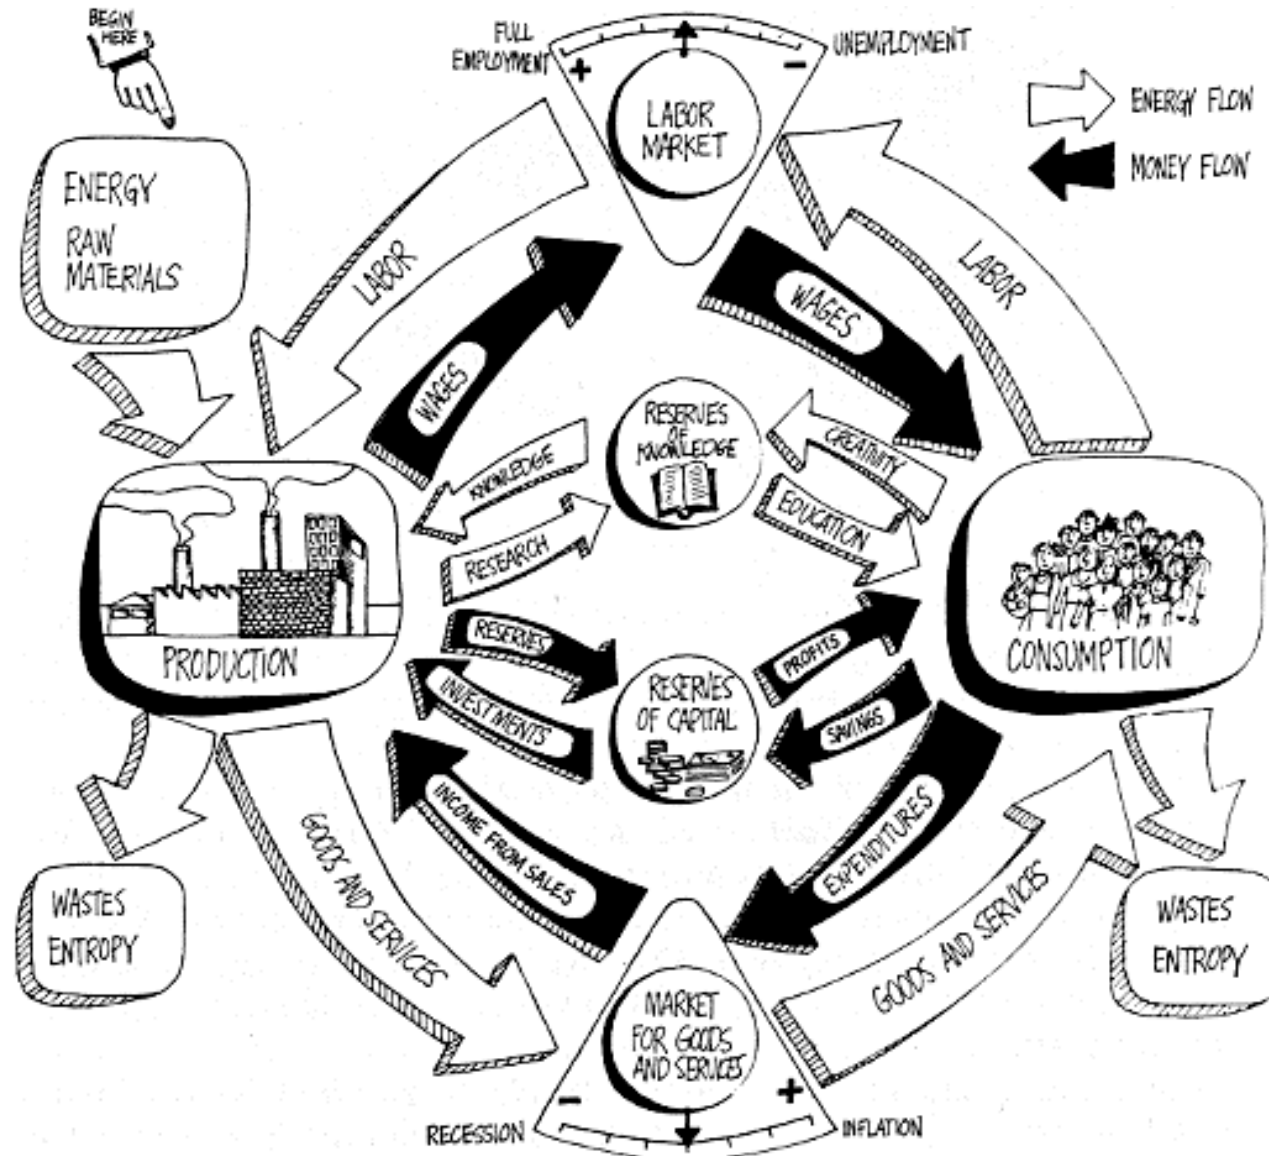 BEGIN
HERE
FULL
EMPLOYMENT
+
-
UNEMPLOYMENT
LABOR
MARKET
ENERGY FLOW
MONEY FLOW
ENERGY
RAW
MATERIALS
LABOR
WAGES
WAGES
LABOR
RESERVES
OF
KNOWLEDGE
KNOWLEDGE
RESEARCH
CREATIVITY
EDUCATION
PRODUCTION
CONSUMPTION
RESERVES
INVESTMENTS
RESERVES
OF CAPITAL
PROFITS
SAVINGS
INCOME FROM SALES
EXPENDITURES
GOODS AND SERVICES
GOODS AND SERVICES
WASTES
ENTROPY
WASTES
ENTROPY
MARKET
FOR GOODS
AND SERVICES
-
+
RECESSION
INFLATION